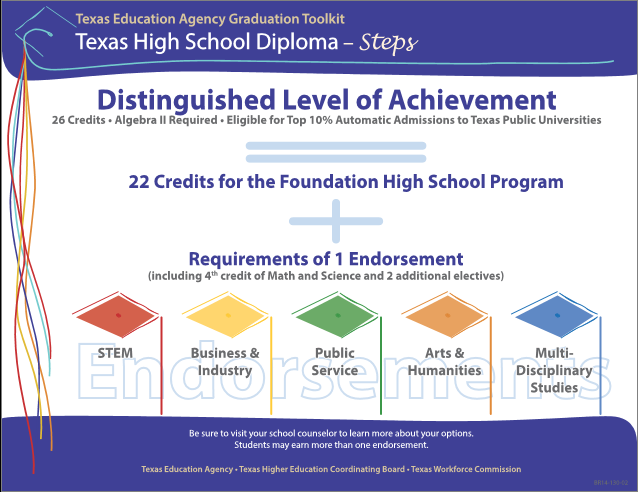 Texas Education Agency Graduation Toolkit
Texas High School Diploma – Steps
Distinguished Level of Achievement
26 Credits • Algebra II Required • Eligible for Top 10% Automatic Admissions to Texas Public Universities
=
22 Credits for the Foundation High School Program
+
Requirements of 1 Endorsement
(including 4th credit of Math and Science and 2 additional electives)
Endorsements
STEM
Business &
Industry
Public
Service
Arts &
Humanities
Multi-
Disciplinary
Studies
Be sure to visit your school counselor to learn more about your options.
Students may earn more than one endorsement.
Texas Education Agency • Texas Higher Education Coordinating Board • Texas Workforce Commission